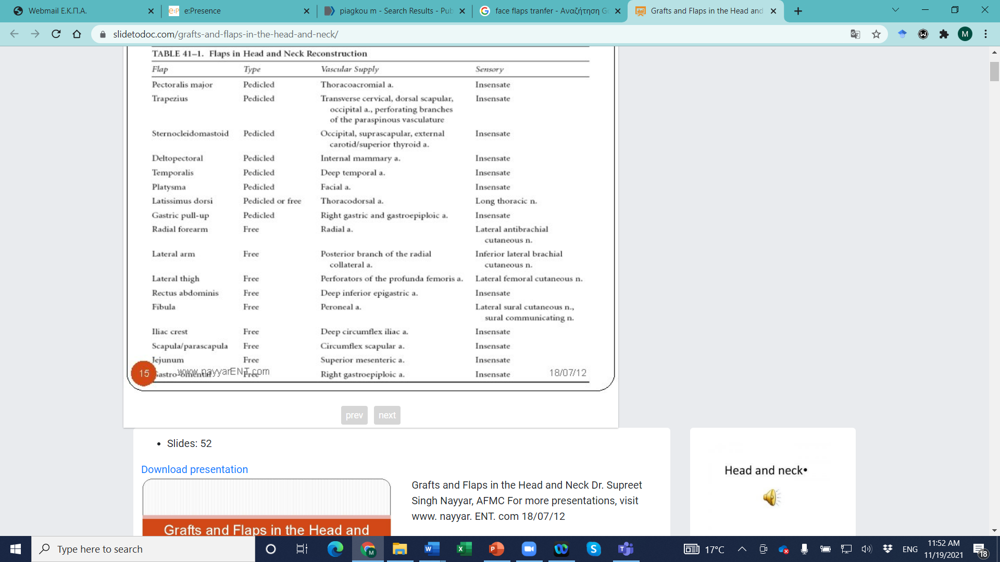 Webmail Ε.Κ.Π.Α.
e:Presence
piagkou m - Search Results - Pub
face flaps tranfer - Αναζήτηση Go
Grafts and Flaps in the Head and
slidetodoc.com/grafts-and-flaps-in-the-head-and-neck/
M
TABLE 41–1. Flaps in Head and Neck Reconstruction
Flap Type Vascular Supply Sensory
Pectoralis major Pedicled Thoracoacromial a. Insensate
Trapezius Pedicled Transverse cervical, dorsal scapular, Insensate
occipital a., perforating branches
of the paraspinous vasculature
Sternocleidomastoid Pedicled Occipital, suprascapular, external Insensate
carotid/superior thyroid a.
Deltopectoral Pedicled Internal mammary a. Insensate
Temporalis Pedicled Deep temporal a. Insensate
Platysma Pedicled Facial a. Insensate
Latissimus dorsi Pedicled or free Thoracodorsal a. Long thoracic n.
Gastric pull-up Pedicled Right gastric and gastroepiploic a. Insensate
Radial forearm Free Radial a. Lateral antibrachial
cutaneous n.
Lateral arm Free Posterior branch of the radial Inferior lateral brachial
collateral a. cutaneous n.
Lateral thigh Free Perforators of the profunda femoris a. Lateral femoral cutaneous n.
Rectus abdominis Free Deep inferior epigastric a. Insensate
Fibula Free Peroneal a. Lateral sural cutaneous n.,
sural communicating n.
Iliac crest Free Deep circumflex iliac a. Insensate
Scapula/parascapula Free Circumflex scapular a. Insensate
Jejunum Free Superior mesenteric a. Insensate
15 www.nayyarENT.com 18/07/12
Gastro-omental Free Right gastroepiploic a. Insensate
prev next
Slides: 52
Download presentation
Grafts and Flaps in the Head and
Grafts and Flaps in the Head and Neck Dr. Supreet
Singh Nayyar, AFMC For more presentations, visit
www. nayyar. ENT. com 18/07/12
Head and neck•
Type here to search
17°C
ENG
11:52 AM
11/19/2021
18